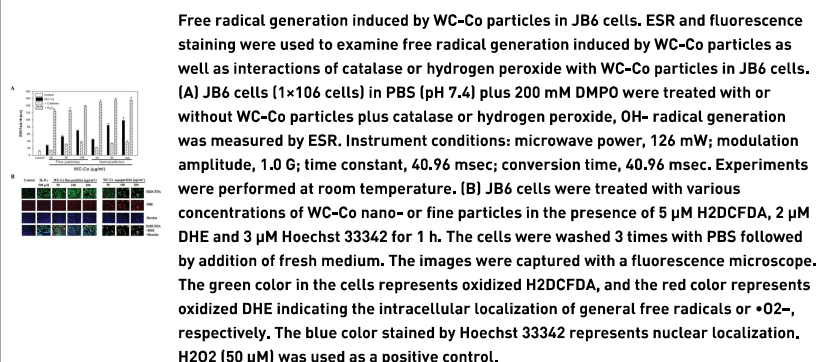 Free radical generation induced by WC-Co particles in JB6 cells. ESR and fluorescence
staining were used to examine free radical generation induced by WC-Co particles as
well as interactions of catalase or hydrogen peroxide with WC-Co particles in JB6 cells.
(A) JB6 cells (1×106 cells) in PBS (pH 7.4) plus 200 mM DMPO were treated with or
without WC-Co particles plus catalase or hydrogen peroxide, OH- radical generation
was measured by ESR. Instrument conditions: microwave power, 126 mW; modulation
amplitude, 1.0 G; time constant, 40.96 msec; conversion time, 40.96 msec. Experiments
were performed at room temperature. (B) JB6 cells were treated with various
concentrations of WC-Co nano- or fine particles in the presence of 5 µM H2DCFDA, 2 µM
DHE and 3 µM Hoechst 33342 for 1 h. The cells were washed 3 times with PBS followed
by addition of fresh medium. The images were captured with a fluorescence microscope.
The green color in the cells represents oxidized H2DCFDA, and the red color represents
oxidized DHE indicating the intracellular localization of general free radicals or •O2–,
respectively. The blue color stained by Hoechst 33342 represents nuclear localization.
H2O2 (50 µM) was used as a positive control.
A
Control
WC-Co
Fine particles
WC-Co (µg/ml)
B
Control